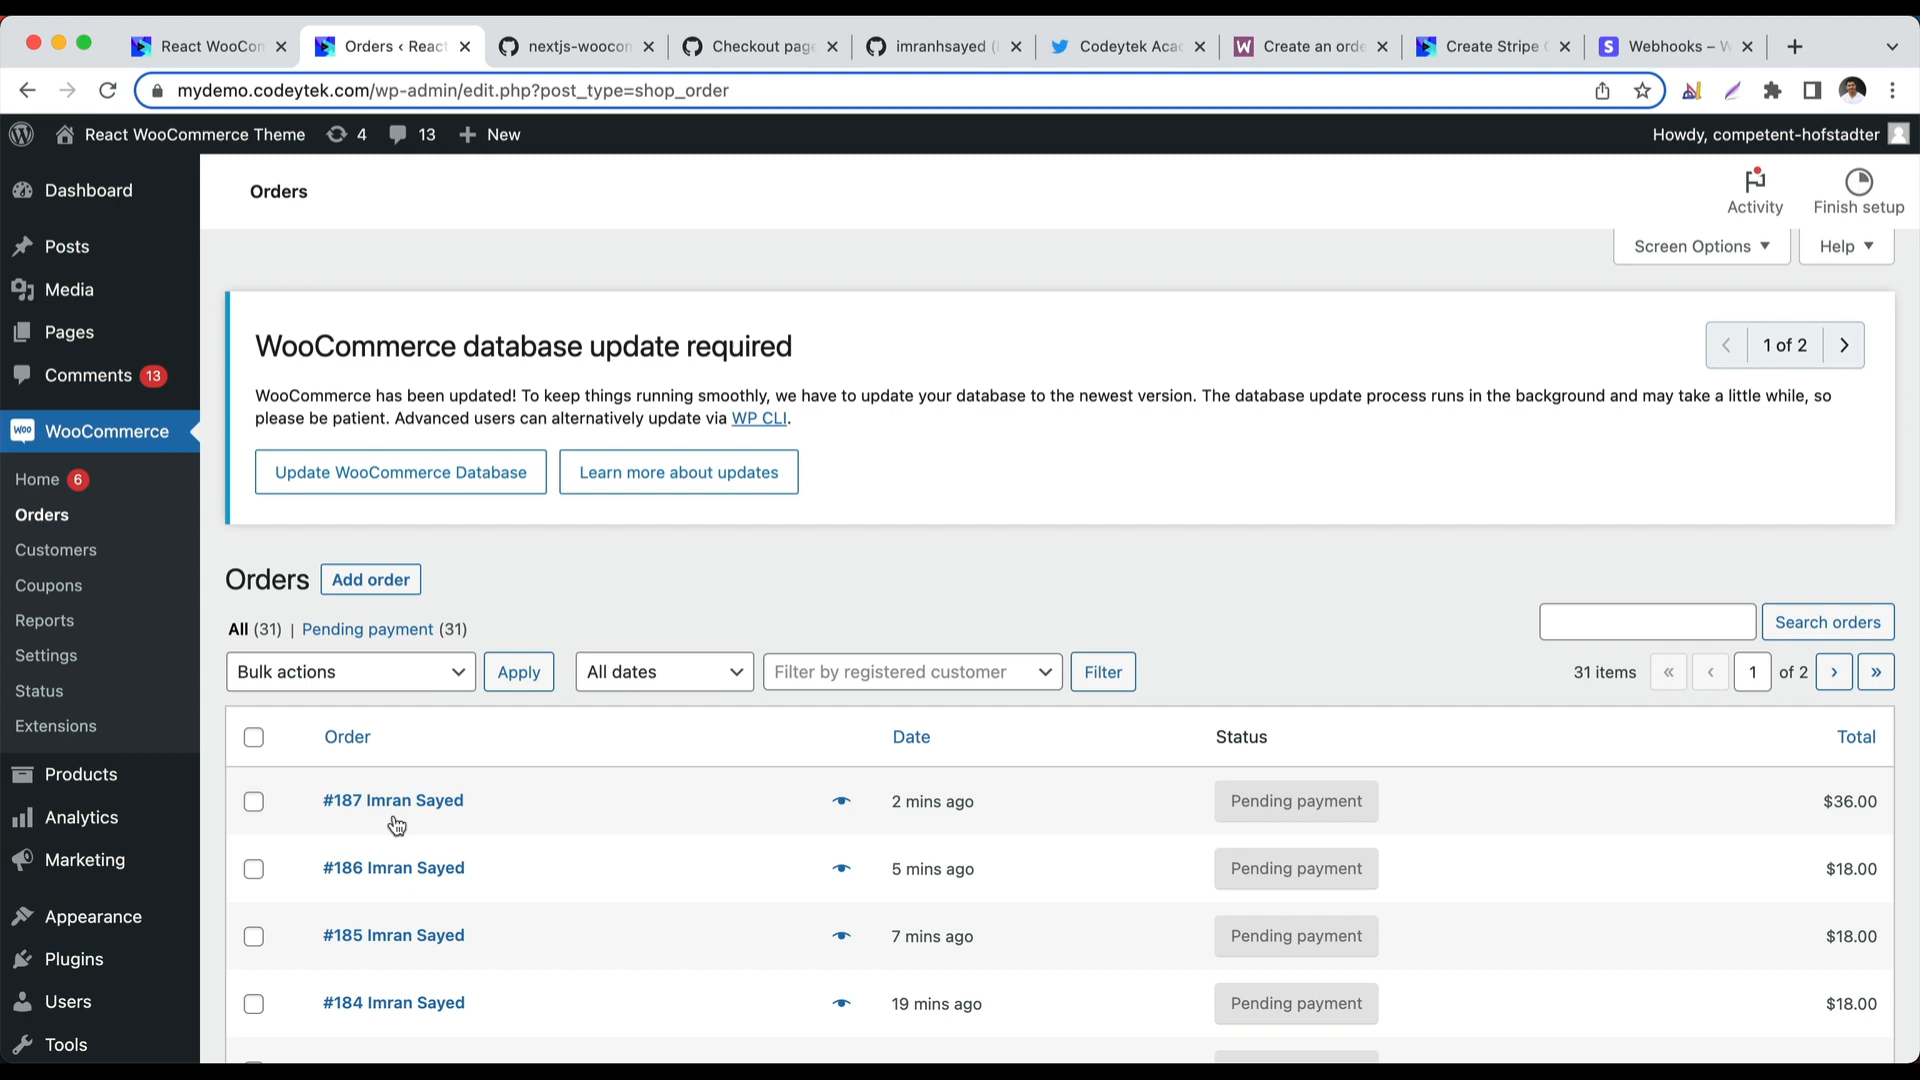 React WooCon
Orders ‹ React
nextjs-woocon
Checkout page
imranhsayed (
Codeytek Aca
Create an orde
Create Stripe
Webhooks – W
mydemo.codeytek.com/wp-admin/edit.php?post_type=shop_order
React WooCommerce Theme 4 13 New
Howdy, competent-hofstadter
Dashboard
Posts
Media
Pages
Comments 13
WooCommerce
Home 6
Orders
Customers
Coupons
Reports
Settings
Status
Extensions
Products
Analytics
Marketing
Appearance
Plugins
Users
Tools
Orders
Activity
Finish setup
Screen Options
Help
WooCommerce database update required
1 of 2
WooCommerce has been updated! To keep things running smoothly, we have to update your database to the newest version. The database update process runs in the background and may take a little while, so
please be patient. Advanced users can alternatively update via WP CLI.
Update WooCommerce Database
Learn more about updates
Orders Add order
All (31) | Pending payment (31)
Search orders
Bulk actions Apply All dates Filter by registered customer Filter
31 items « ‹ 1 of 2 › »
Order Date Status Total
#187 Imran Sayed 2 mins ago Pending payment $36.00
#186 Imran Sayed 5 mins ago Pending payment $18.00
#185 Imran Sayed 7 mins ago Pending payment $18.00
#184 Imran Sayed 19 mins ago Pending payment $18.00